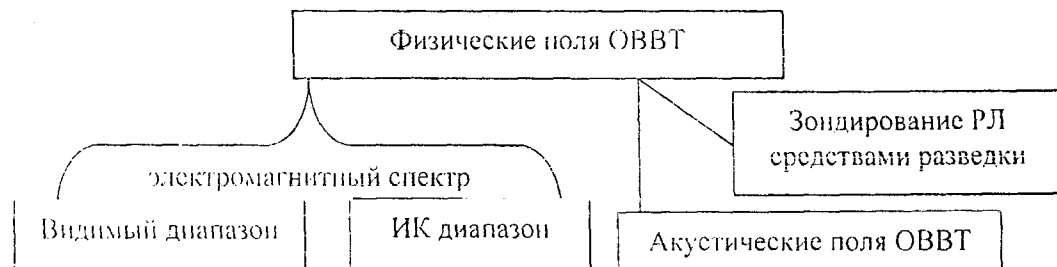 Физические поля ОВВТ
Зондирование РЛ
средствами разведки
электромагнитный спектр
Видимый диапазон
ИК диапазон
Акустические поля ОВВТ